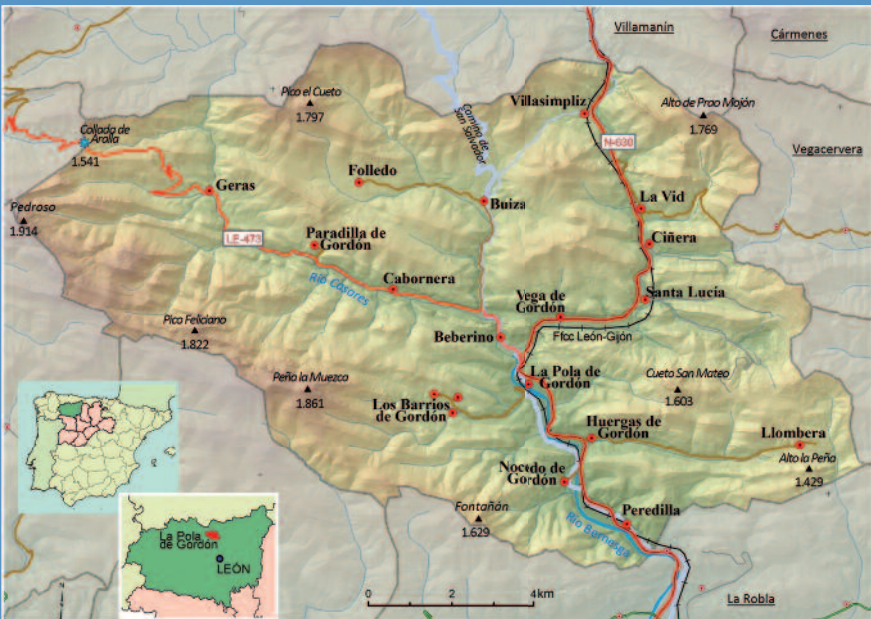 Villamanín
Cármenes
Pico el Cueto
1.797
Villasimpliz
Alto de Prao Mojón
1.769
Camino de
San Salvador
N-630
Collada de
Aralla
1.541
Vegacervera
Folledo
Geras
Buiza
La Vid
Pedroso
1.914
LE-473
Paradilla de
Gordón
Ciñera
Río Casares
Cabornera
Vega de
Gordón
Santa Lucía
Pico Feliciano
1.822
Beberino
Ffcc León-Gijón
Peña la Muezca
1.861
La Pola de
Gordón
Cueto San Mateo
1.603
Los Barrios
de Gordón
Huergas de
Gordón
Llombera
Alto la Peña
1.429
Nocedo de
Gordón
Fontañán
1.629
Peredilla
Río Bernesga
La Pola
de Gordón
LEÓN
La Robla
0
2
4km
N